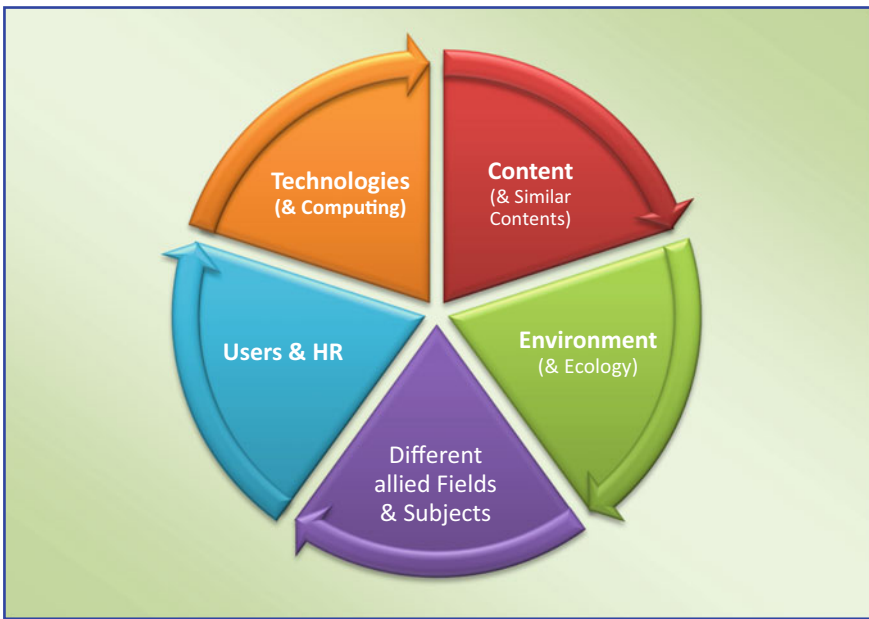 Technologies
(& Computing)
Content
(& Similar
Contents)
Environment
(& Ecology)
Different
allied Fields
& Subjects
Users & HR